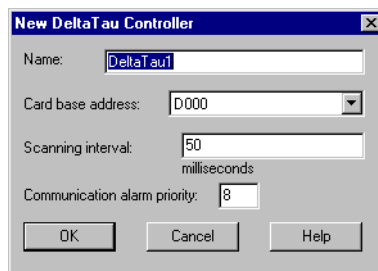 New DeltaTau Controller
Name: DeltaTau1
Card base address: D000
Scanning interval: 50
milliseconds
Communication alarm priority: 8
OK Cancel Help